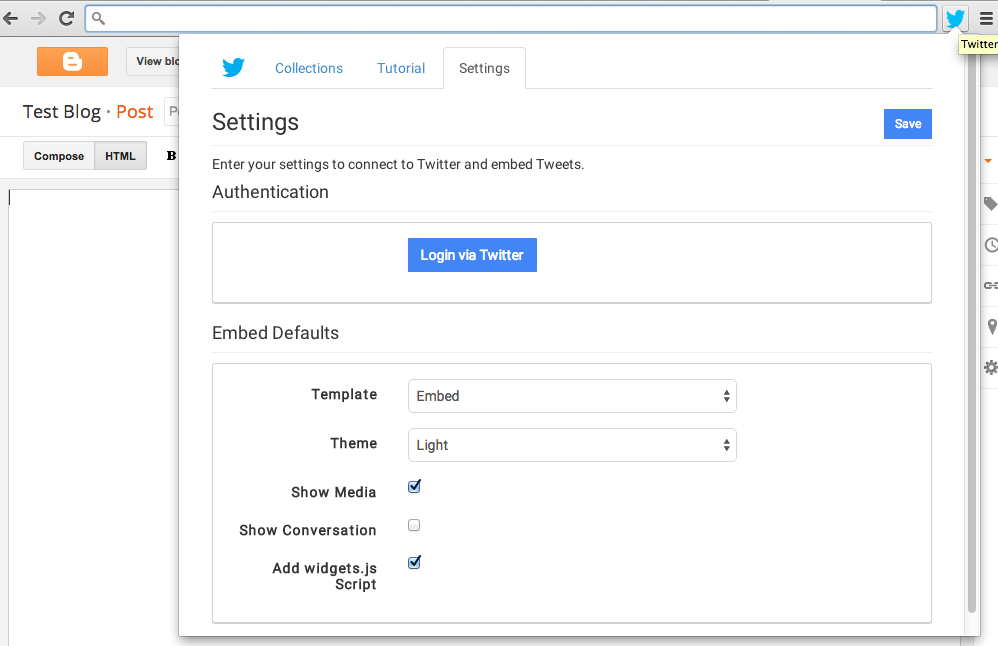 Twitter
View blo
Collections Tutorial Settings
Test Blog · Post
Settings
Save
Compose HTML B
Enter your settings to connect to Twitter and embed Tweets.
Authentication
Login via Twitter
Embed Defaults
Template Embed
Theme Light
Show Media
Show Conversation
Add widgets.js
Script